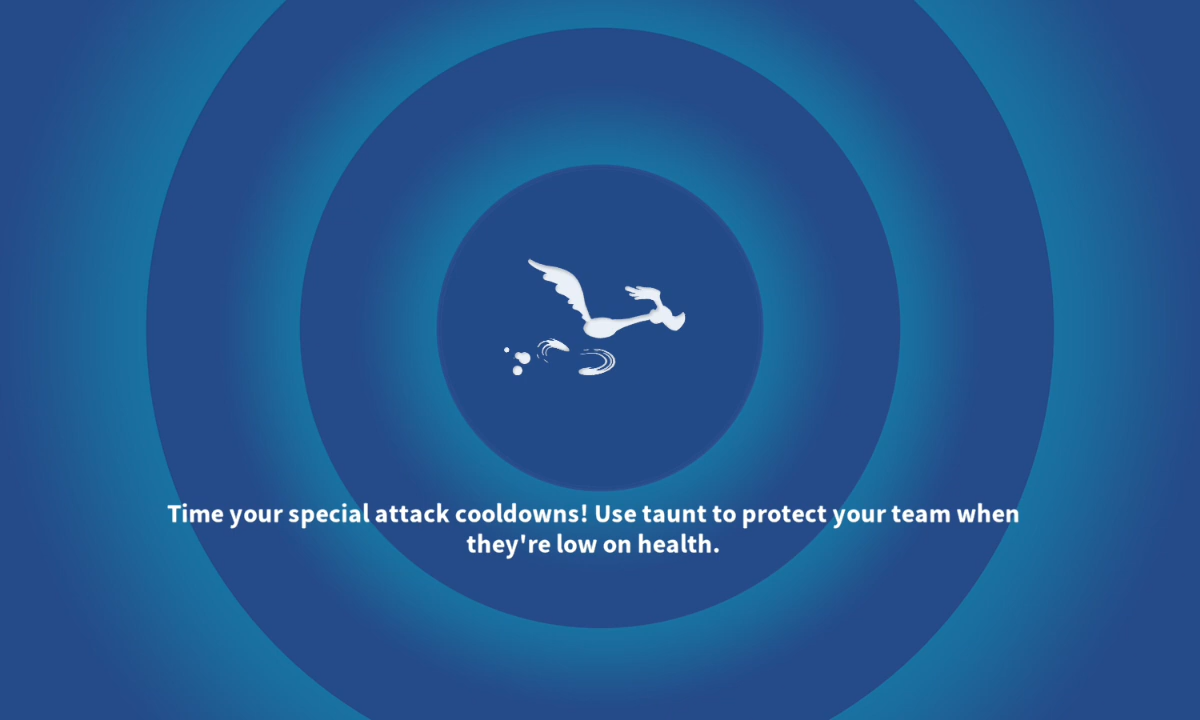 Time your special attack cooldowns! Use taunt to protect your team when
they're low on health.